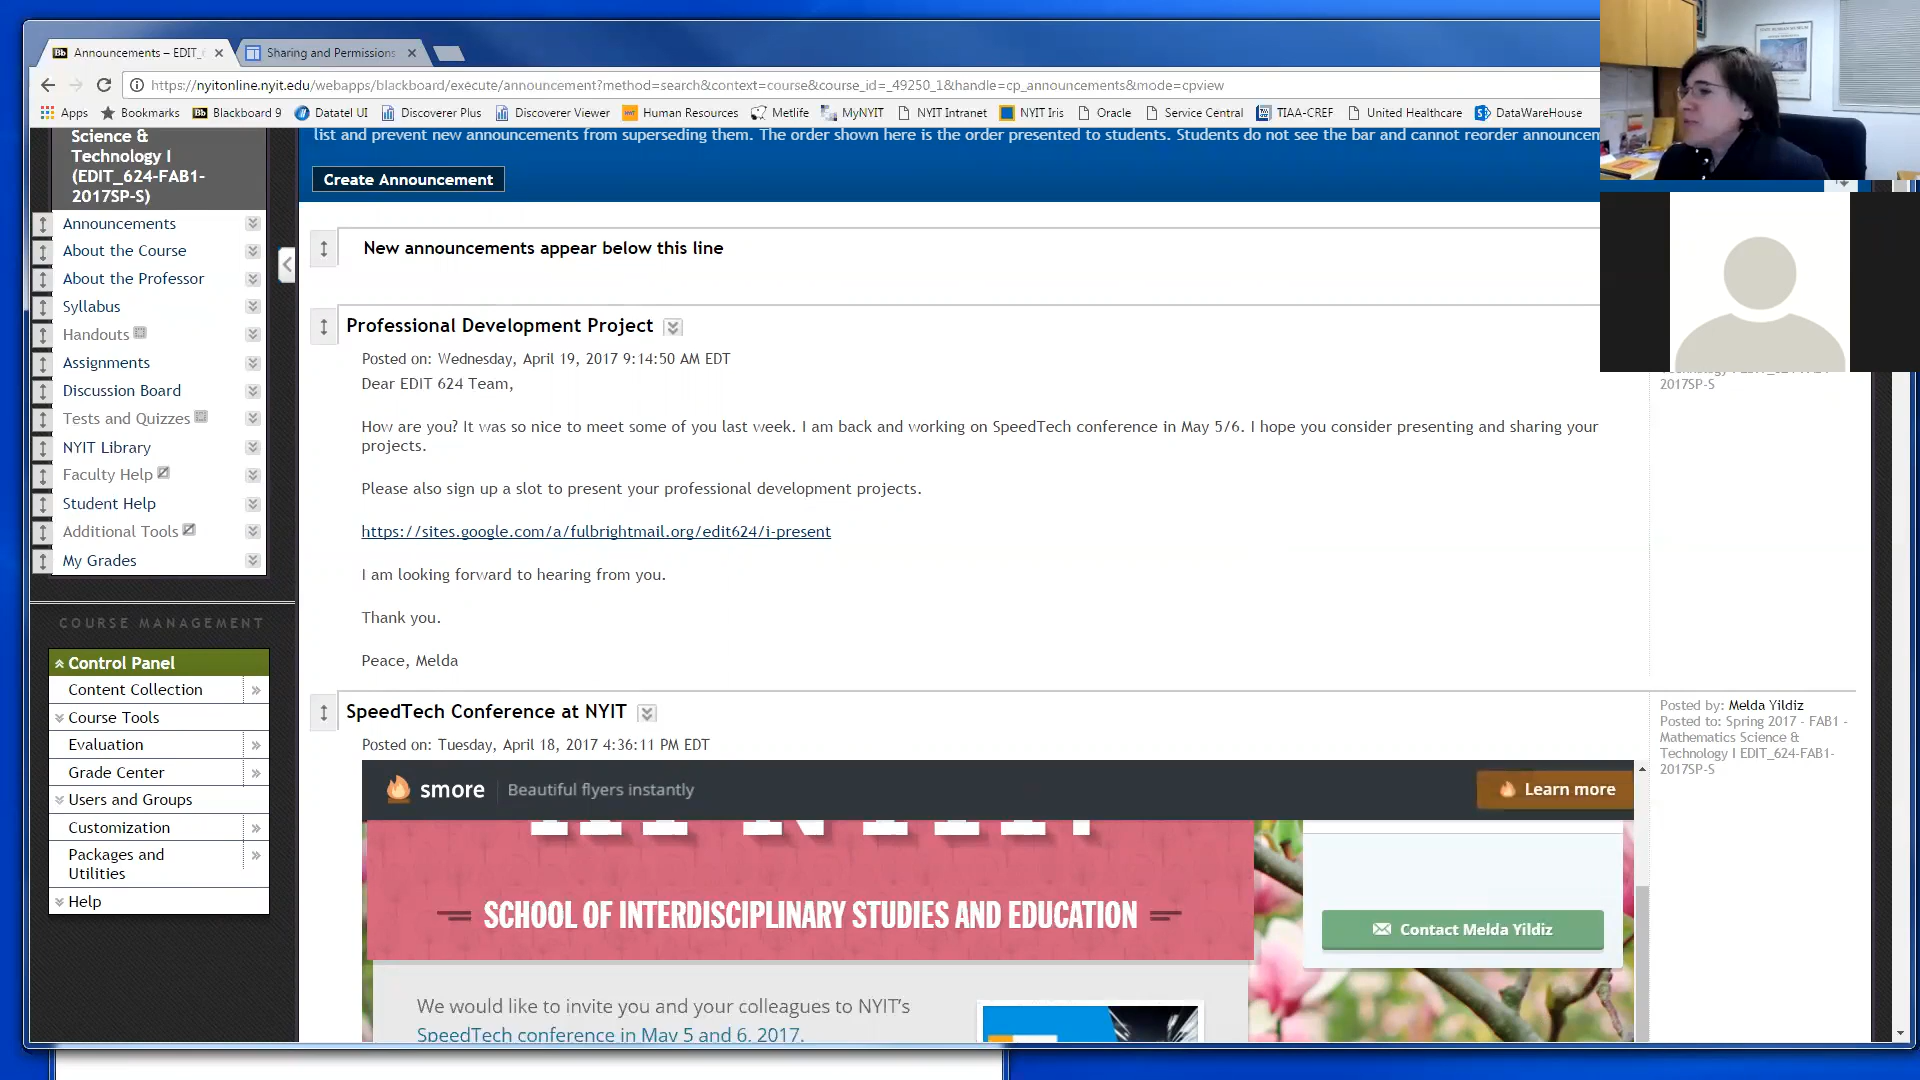 Announcements – EDIT_6
Sharing and Permissions
https://nyitonline.nyit.edu/webapps/blackboard/execute/announcement?method=search&context=course&course_id=_49250_1&handle=cp_announcements&mode=cpview
Apps
Bookmarks
Bb Blackboard 9
Datatel UI
Discoverer Plus
Discoverer Viewer
Human Resources
Metlife
MyNYIT
NYIT Intranet
NYIT Iris
Oracle
Service Central
TIAA-CREF
United Healthcare
DataWareHouse
Science &
Technology I
(EDIT_624-FAB1-
2017SP-S)
Announcements
About the Course
About the Professor
Syllabus
Handouts
Assignments
Discussion Board
Tests and Quizzes
NYIT Library
Faculty Help
Student Help
Additional Tools
My Grades
COURSE MANAGEMENT
Control Panel
Content Collection
Course Tools
Evaluation
Grade Center
Users and Groups
Customization
Packages and
Utilities
Help
list and prevent new announcements from superseding them. The order shown here is the order presented to students. Students do not see the bar and cannot reorder
Create Announcement
New announcements appear below this line
Professional Development Project
Posted on: Wednesday, April 19, 2017 9:14:50 AM EDT
Dear EDIT 624 Team,
How are you? It was so nice to meet some of you last week. I am back and working on SpeedTech conference in May 5/6. I hope you consider presenting and sharing your
projects.
Please also sign up a slot to present your professional development projects.
https://sites.google.com/a/fulbrightmail.org/edit624/i-present
I am looking forward to hearing from you.
Thank you.
Peace, Melda
2017SP-S
SpeedTech Conference at NYIT
Posted on: Tuesday, April 18, 2017 4:36:11 PM EDT
Posted by: Melda Yildiz
Posted to: Spring 2017 - FAB1 -
Mathematics Science &
Technology I EDIT_624-FAB1-
2017SP-S
smore
Beautiful flyers instantly
Learn more
SCHOOL OF INTERDISCIPLINARY STUDIES AND EDUCATION
Contact Melda Yildiz
We would like to invite you and your colleagues to NYIT's
SpeedTech conference in May 5 and 6, 2017.